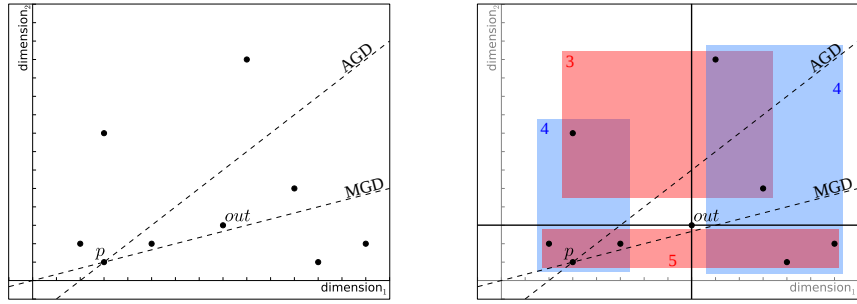 dimension₂
AGD
MGD
out
p
dimension₁
dimension₂
AGD
3
4
4
MGD
out
p
5
dimension₁